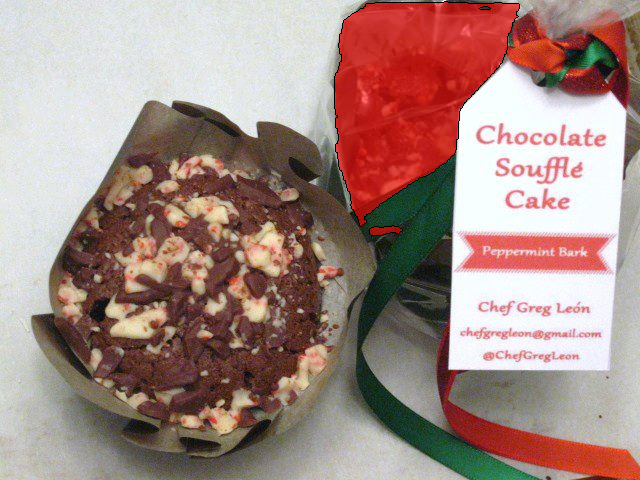 Chocolate
Soufflé
Cake
Peppermint Bark
Chef Greg León
chefgregleon@gmail.com
@ChefGregLeon